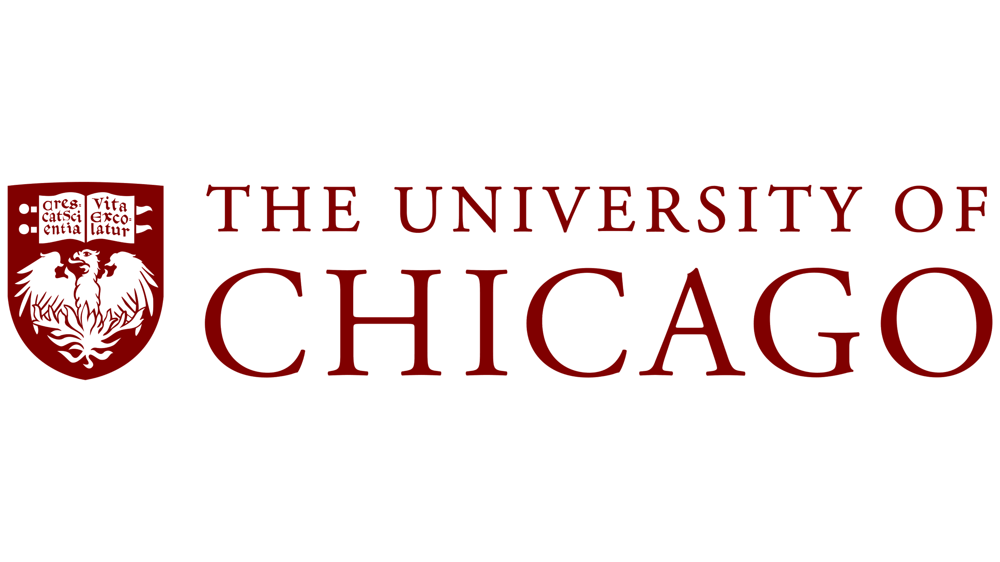 Cres-
catSci
entia
Vita
Exco-
latur
THE UNIVERSITY OF
CHICAGO